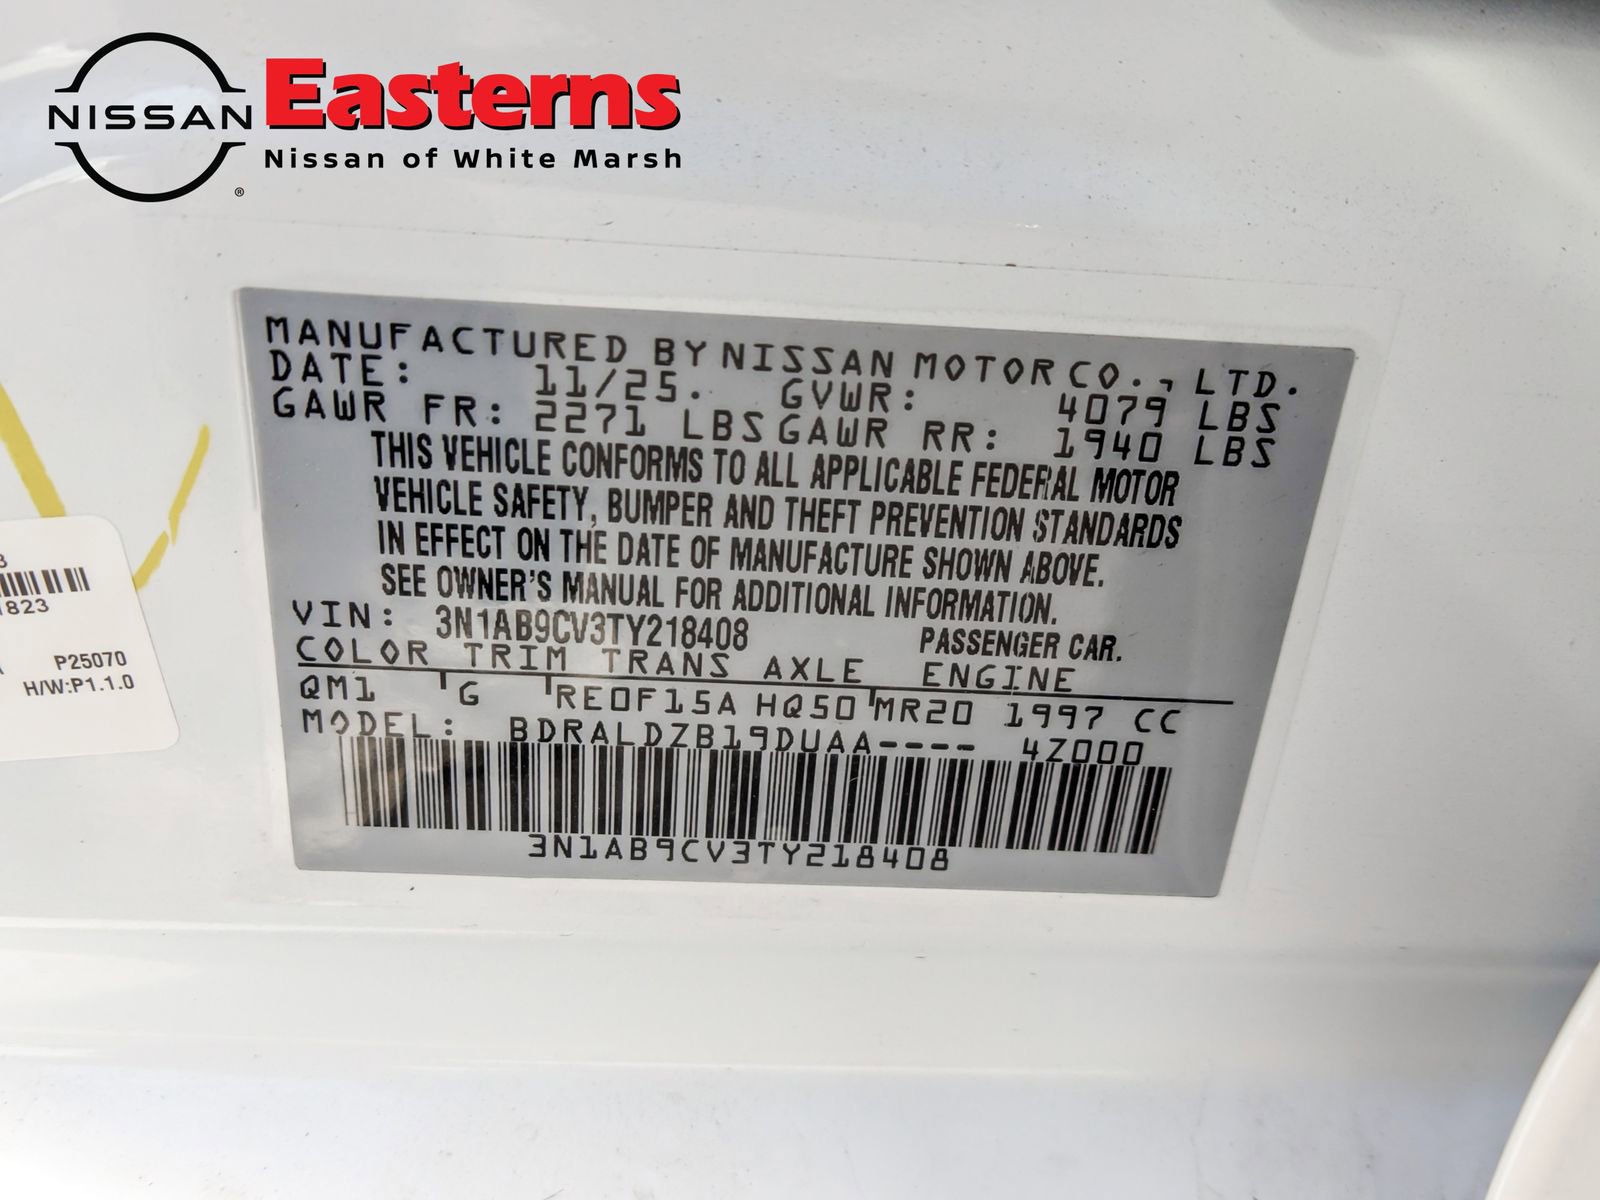 NISSAN
®
Easterns
Nissan of White Marsh
MANUFACTURED BY NISSAN MOTOR CO., LTD.
DATE: 11/25. GVWR: 4079 LBS
GAWR FR: 2271 LBS GAWR RR: 1940 LBS
THIS VEHICLE CONFORMS TO ALL APPLICABLE FEDERAL MOTOR
VEHICLE SAFETY, BUMPER AND THEFT PREVENTION STANDARDS
IN EFFECT ON THE DATE OF MANUFACTURE SHOWN ABOVE.
SEE OWNER'S MANUAL FOR ADDITIONAL INFORMATION.
VIN: 3N1AB9CV3TY218408 PASSENGER CAR.
COLOR TRIM TRANS AXLE ENGINE
QM1 G RE0F15A HQ50 MR20 1997 CC
MODEL: BDRALDZB19DUAA---- 4Z000
3N1AB9CV3TY218408
823
P25070
H/W:P1.1.0